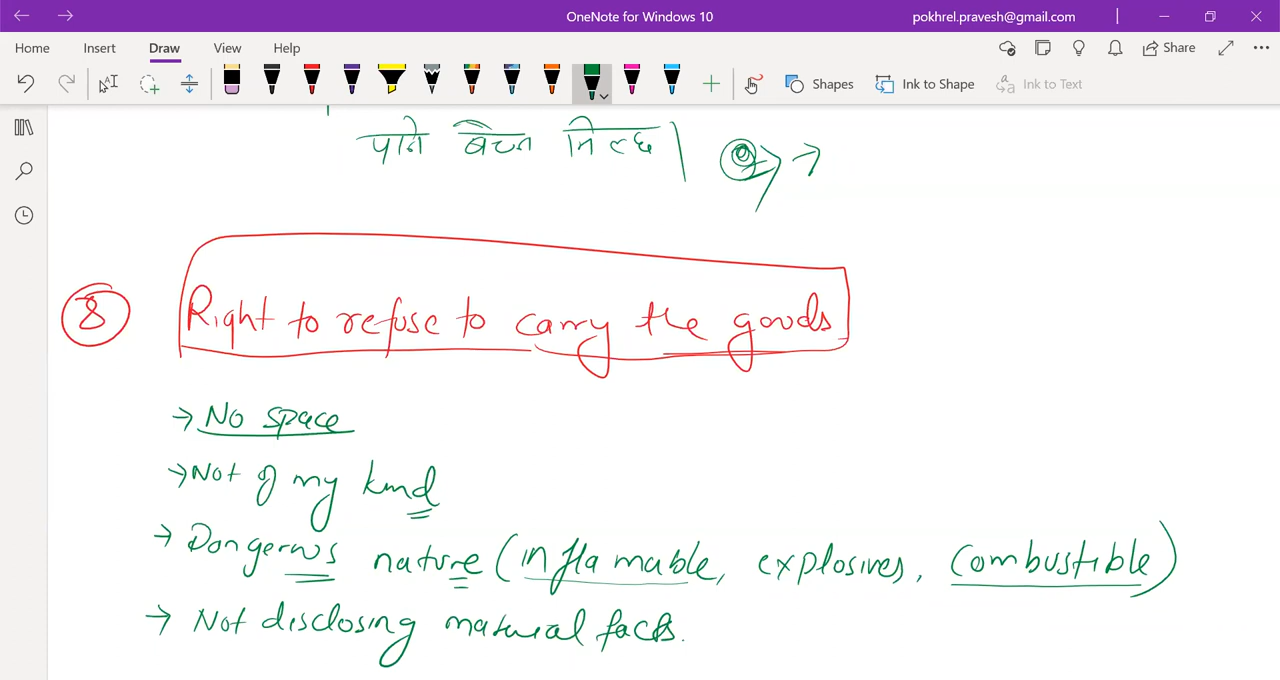 OneNote for Windows 10
pokhrel.pravesh@gmail.com
Home Insert Draw View Help
Share
Shapes
Ink to Shape
Ink to Text
पनि बेच्न मिल्छ
8
Right to refuse to carry the goods
→ No space
→ Not of my kind
→ Dangerous nature (inflamable, explosives, combustible)
→ Not disclosing material facts.